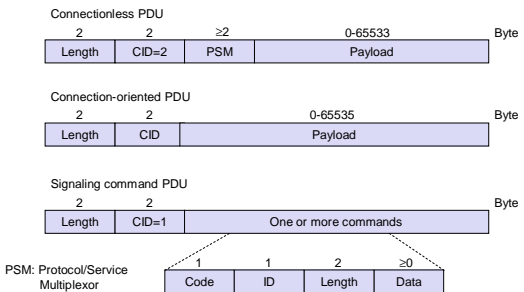 Connectionless PDU
2 2 ≥2 0-65533 Byte
Length CID=2 PSM Payload
Connection-oriented PDU
2 2 0-65535 Byte
Length CID Payload
Signaling command PDU
2 2 Byte
Length CID=1 One or more commands
1 1 2 ≥0
PSM: Protocol/Service
Multiplexor
Code ID Length Data